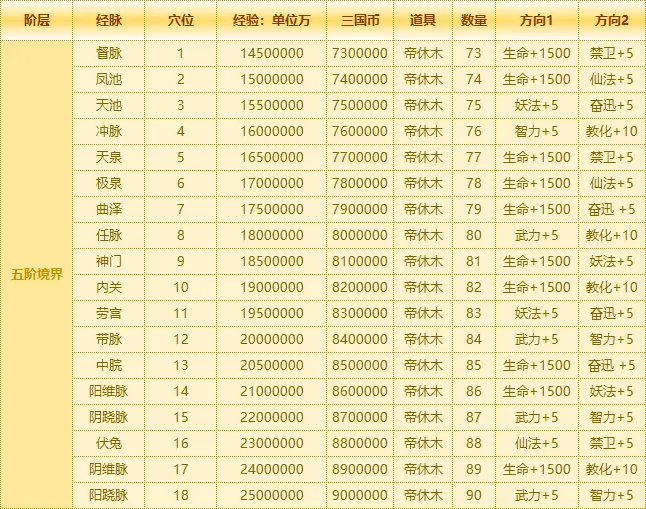 阶层 经脉 穴位 经验：单位万 三国币 道具 数量 方向1 方向2
督脉 1 14500000 7300000 帝休木 73 生命+1500 禁卫+5
凤池 2 15000000 7400000 帝休木 74 生命+1500 仙法+5
天池 3 15500000 7500000 帝休木 75 妖法+5 奋迅+5
冲脉 4 16000000 7600000 帝休木 76 智力+5 教化+10
天泉 5 16500000 7700000 帝休木 77 生命+1500 禁卫+5
极泉 6 17000000 7800000 帝休木 78 生命+1500 仙法+5
曲泽 7 17500000 7900000 帝休木 79 生命+1500 奋迅 +5
任脉 8 18000000 8000000 帝休木 80 武力+5 教化+10
神门 9 18500000 8100000 帝休木 81 生命+1500 妖法+5
五阶境界
内关 10 19000000 8200000 帝休木 82 生命+1500 教化+10
劳宫 11 19500000 8300000 帝休木 83 妖法+5 奋迅+5
带脉 12 20000000 8400000 帝休木 84 武力+5 智力+5
中脘 13 20500000 8500000 帝休木 85 生命+1500 奋迅 +5
阳维脉 14 21000000 8600000 帝休木 86 生命+1500 妖法+5
阴跷脉 15 22000000 8700000 帝休木 87 武力+5 智力+5
伏兔 16 23000000 8800000 帝休木 88 仙法+5 禁卫+5
阴维脉 17 24000000 8900000 帝休木 89 生命+1500 教化+10
阳跷脉 18 25000000 9000000 帝休木 90 武力+5 智力+5